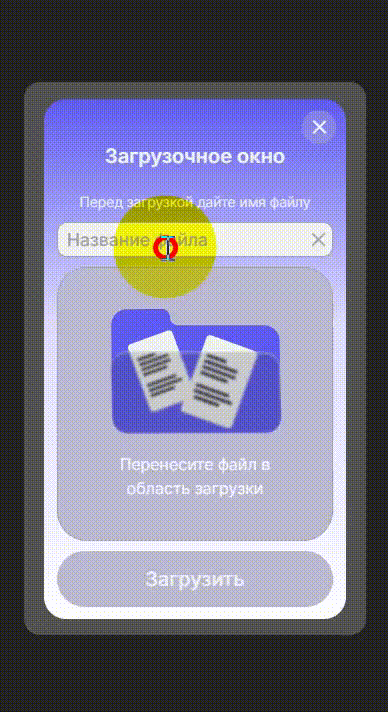 Загрузочное окно
Перед загрузкой дайте имя файлу
Название файла
Перенесите файл в
область загрузки
Загрузить